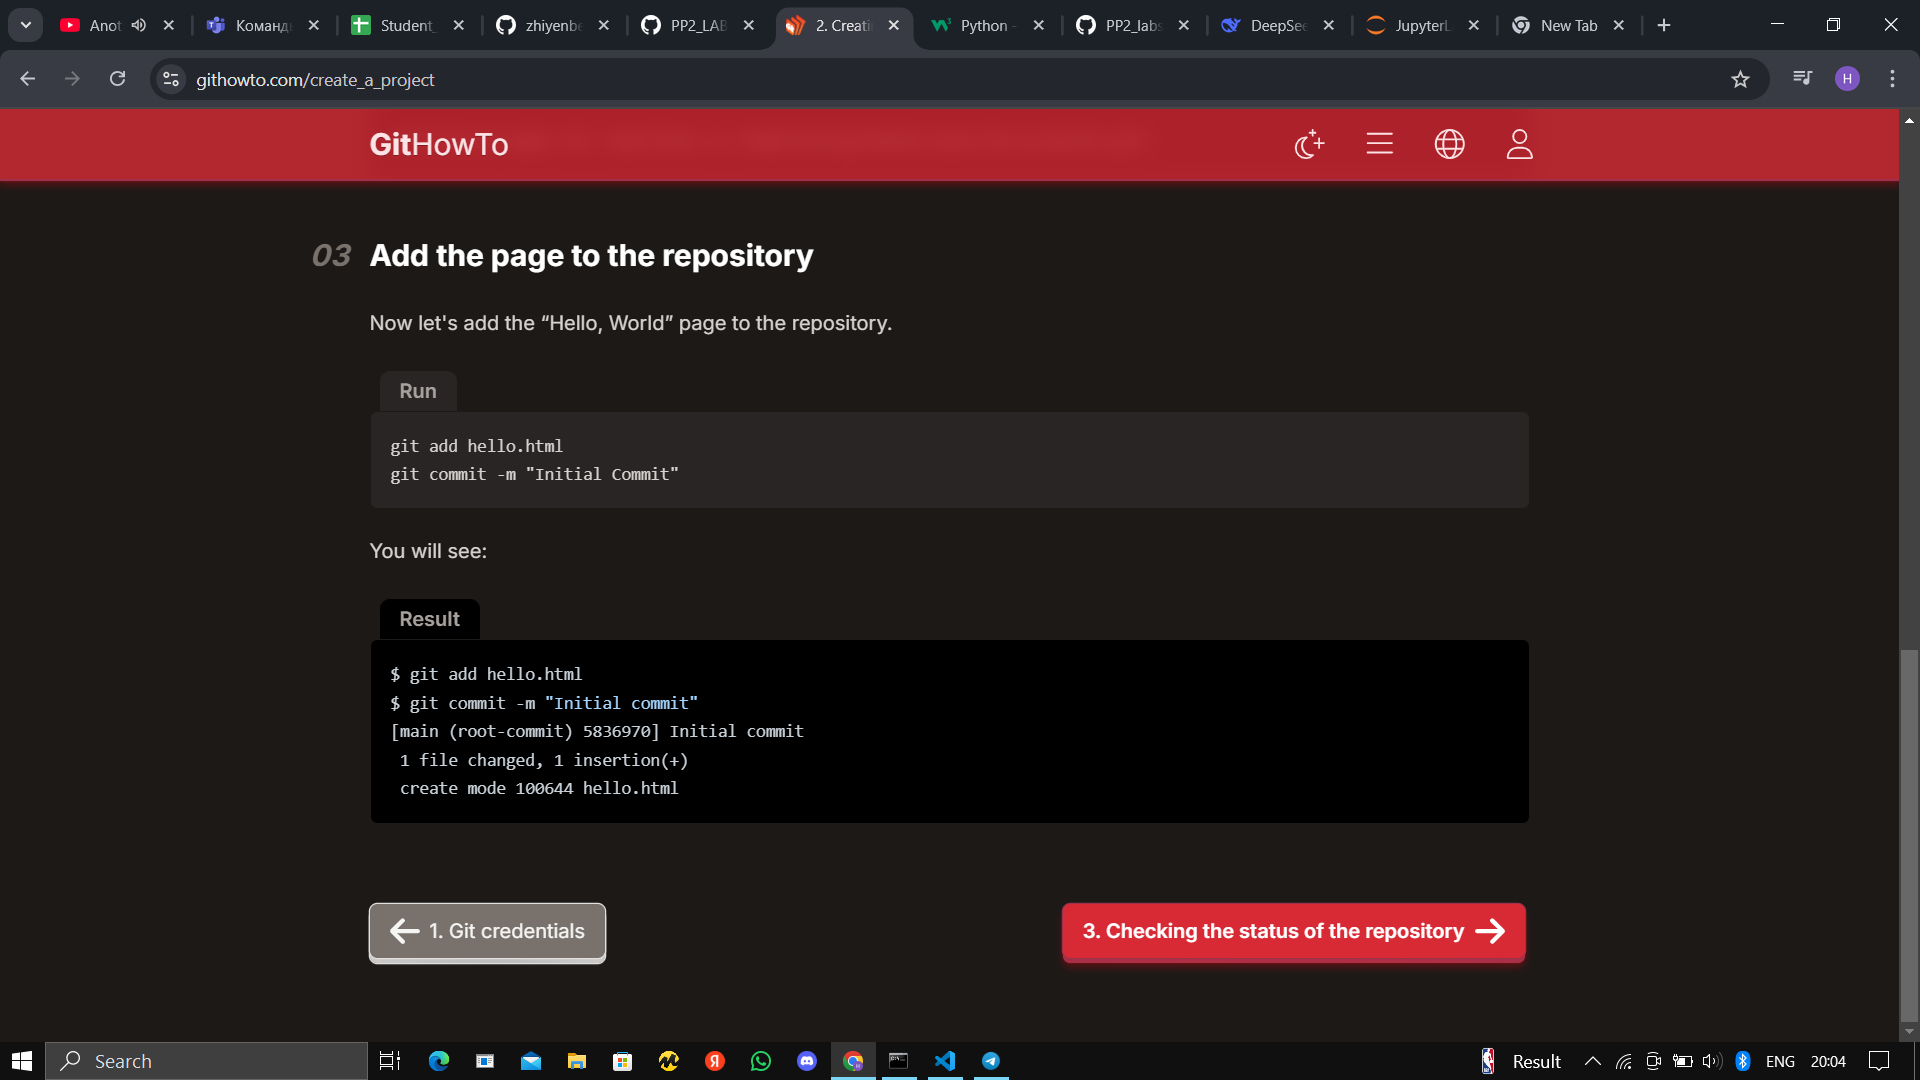 Anot
Команд
Student_
zhiyenbe
PP2_LAB
2. Creati
Python -
PP2_labs
DeepSee
JupyterL
New Tab
githowto.com/create_a_project
H
GitHowTo
03 Add the page to the repository
Now let's add the “Hello, World” page to the repository.
Run
git add hello.html
git commit -m "Initial Commit"
You will see:
Result
$ git add hello.html
$ git commit -m "Initial commit"
[main (root-commit) 5836970] Initial commit
1 file changed, 1 insertion(+)
create mode 100644 hello.html
1. Git credentials
3. Checking the status of the repository
Search
Я
Result
ENG
20:04